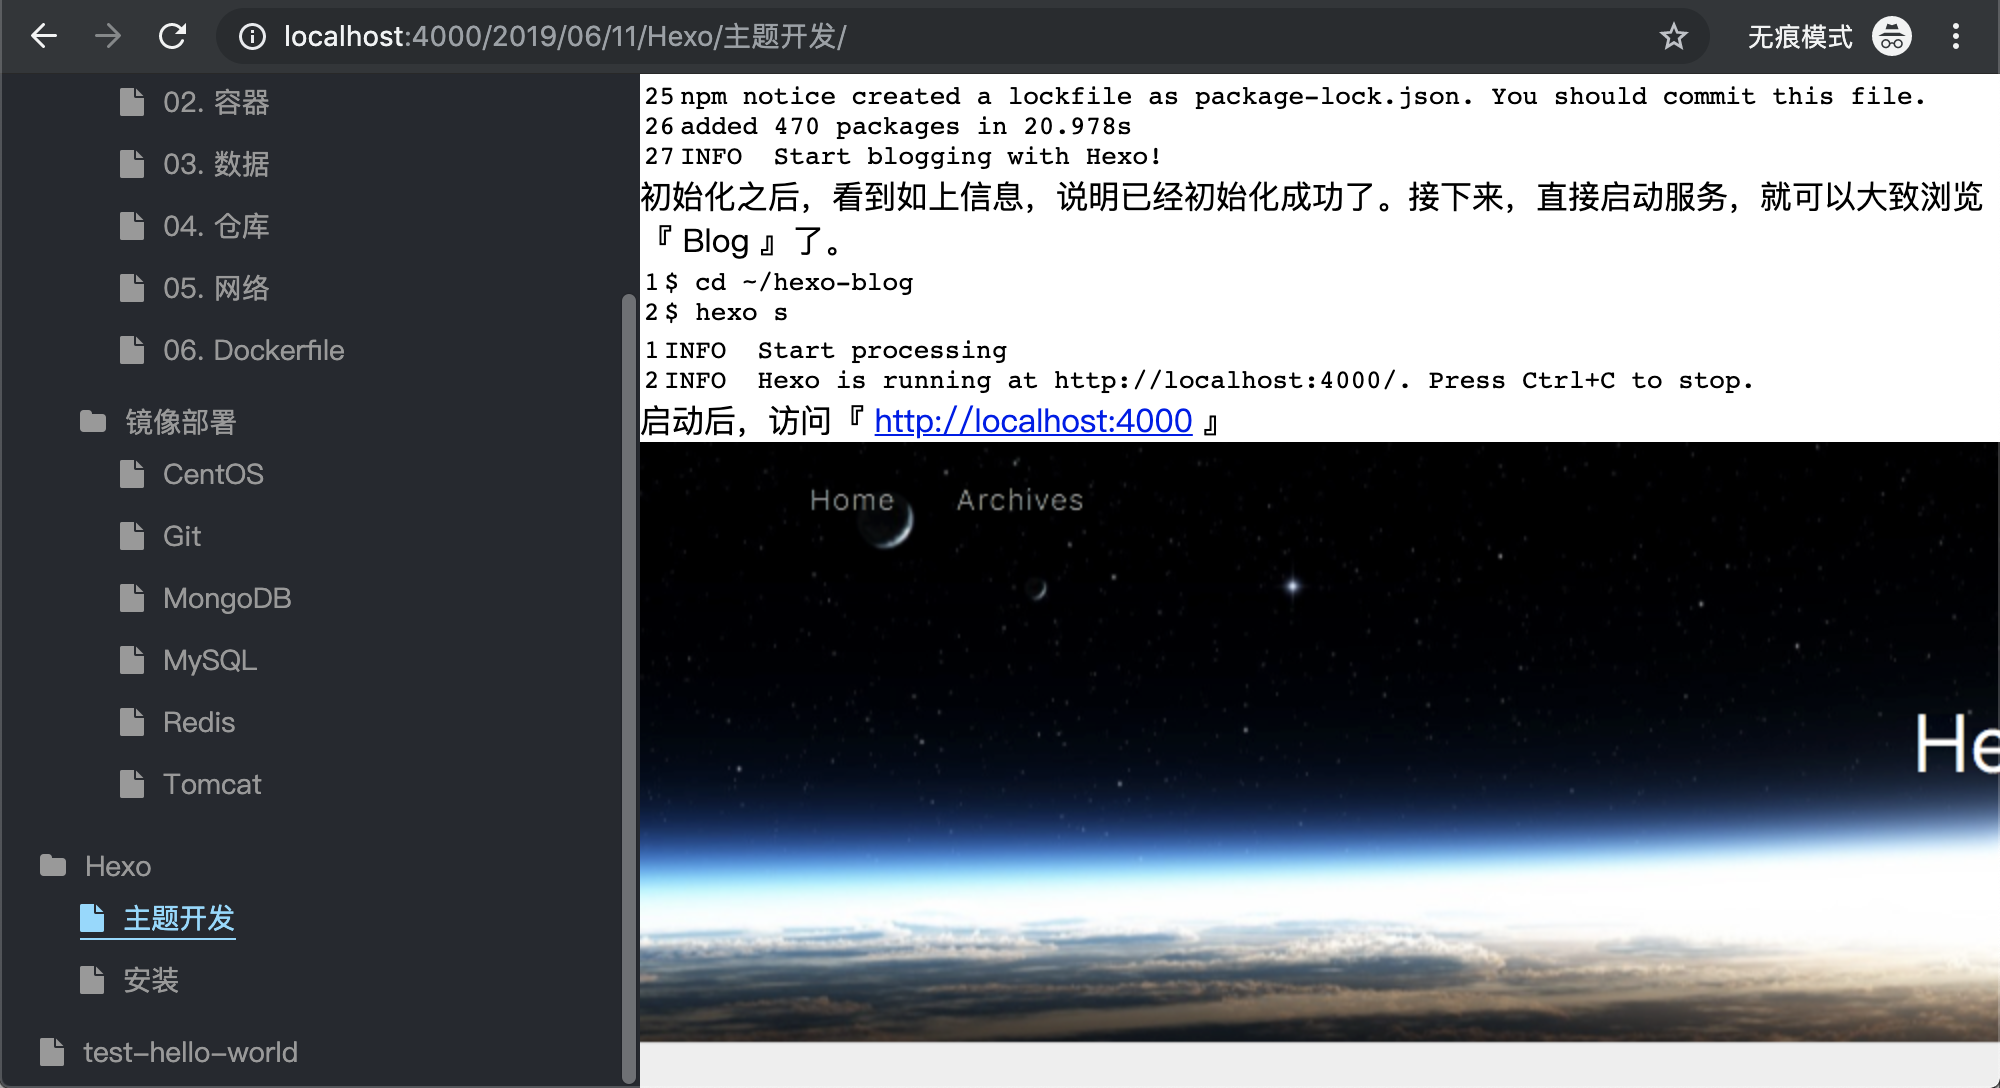 localhost:4000/2019/06/11/Hexo/主题开发/
无痕模式
02. 容器
03. 数据
04. 仓库
05. 网络
06. Dockerfile
镜像部署
CentOS
Git
MongoDB
MySQL
Redis
Tomcat
Hexo
主题开发
安装
test-hello-world
25 npm notice created a lockfile as package-lock.json. You should commit this file.
26 added 470 packages in 20.978s
27 INFO  Start blogging with Hexo!
初始化之后，看到如上信息，说明已经初始化成功了。接下来，直接启动服务，就可以大致浏览
『 Blog 』了。
1 $ cd ~/hexo-blog
2 $ hexo s
1 INFO  Start processing
2 INFO  Hexo is running at http://localhost:4000/. Press Ctrl+C to stop.
启动后，访问『 http://localhost:4000 』
Home Archives
He